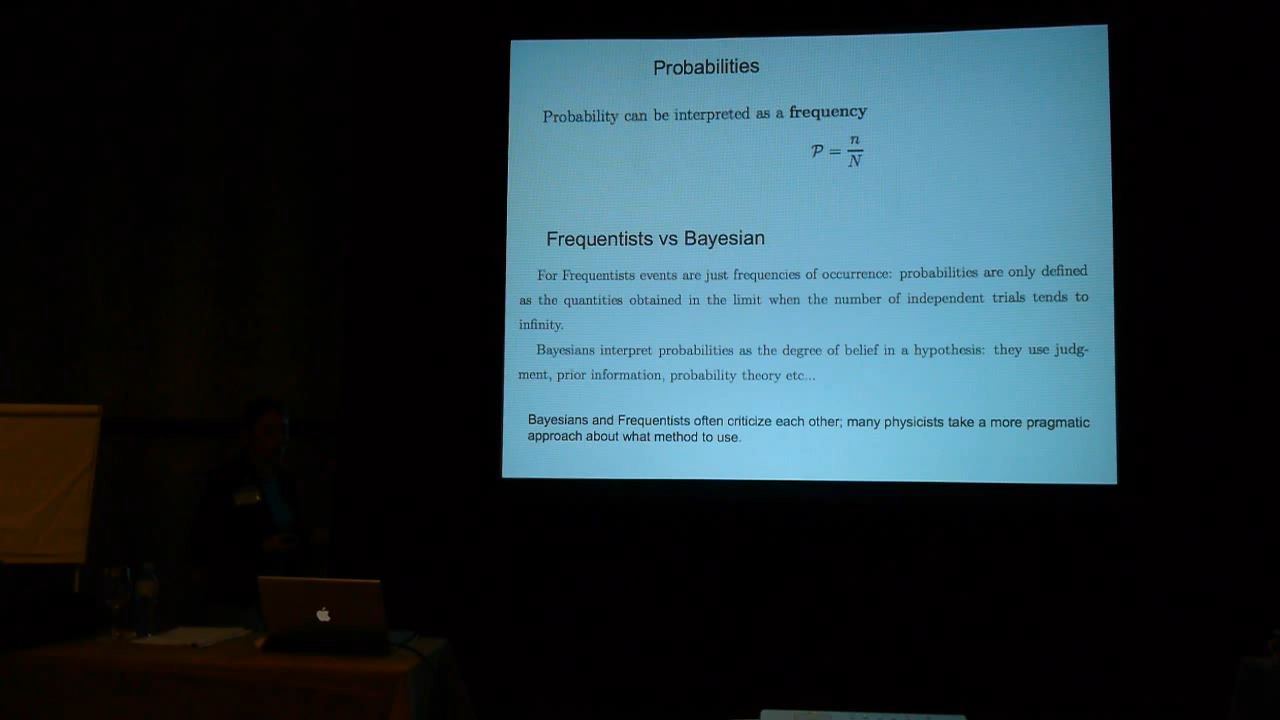 Probabilities
Probability can be interpreted as a frequency
P = n/N
Frequentists vs Bayesian
For Frequentists events are just frequencies of occurrence: probabilities are only defined
as the quantities obtained in the limit when the number of independent trials tends to
infinity.
Bayesians interpret probabilities as the degree of belief in a hypothesis: they use judg-
ment, prior information, probability theory etc...
Bayesians and Frequentists often criticize each other; many physicists take a more pragmatic
approach about what method to use.